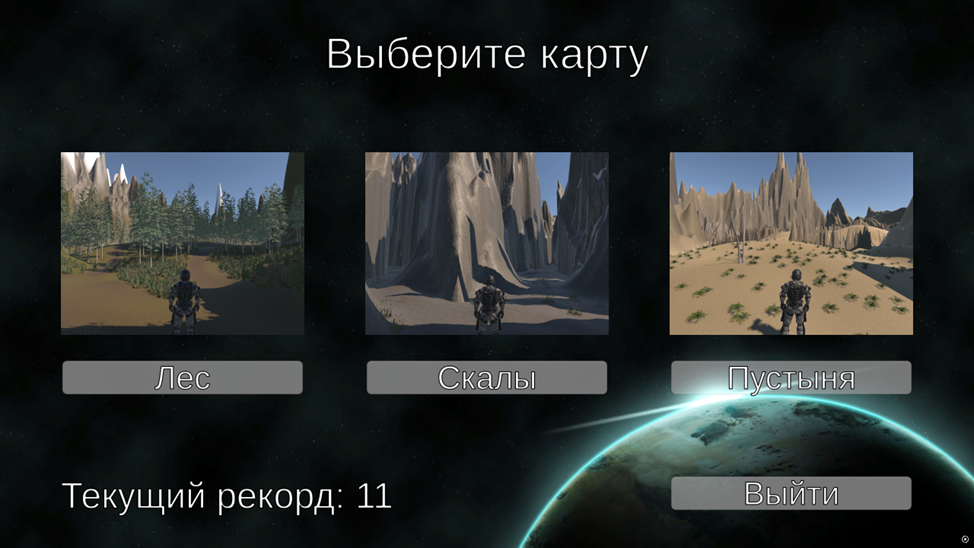 Выберите карту
Лес
Скалы
Пустыня
Текущий рекорд: 11
Выйти